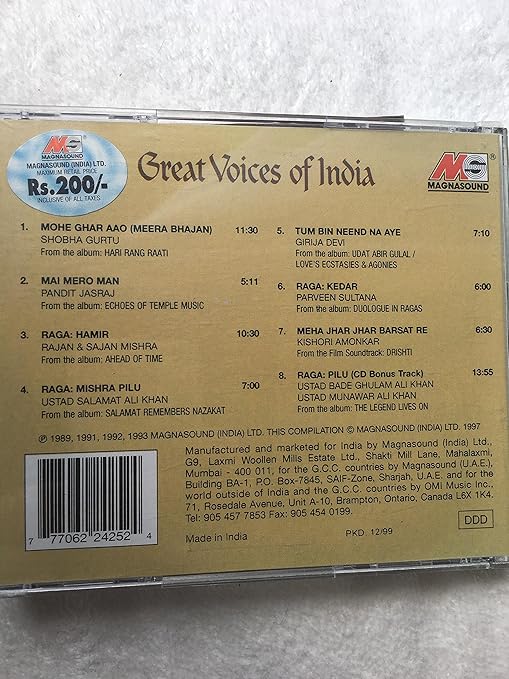 MS
MAGNASOUND
MAGNASOUND (INDIA) LTD.
MAXIMUM RETAIL PRICE
Rs.200/-
INCLUSIVE OF ALL TAXES
Great Voices of India
MS®
MAGNASOUND
1. MOHE GHAR AAO (MEERA BHAJAN) 11:30
SHOBHA GURTU
From the album: HARI RANG RAATI
2. MAI MERO MAN 5:11
PANDIT JASRAJ
From the album: ECHOES OF TEMPLE MUSIC
3. RAGA: HAMIR 10:30
RAJAN & SAJAN MISHRA
From the album: AHEAD OF TIME
4. RAGA: MISHRA PILU 7:00
USTAD SALAMAT ALI KHAN
From the album: SALAMAT REMEMBERS NAZAKAT
5. TUM BIN NEEND NA AYE 7:10
GIRIJA DEVI
From the album: UDAT ABIR GULAL /
LOVE'S ECSTASIES & AGONIES
6. RAGA: KEDAR 6:00
PARVEEN SULTANA
From the album: DUOLOGUE IN RAGAS
7. MEHA JHAR JHAR BARSAT RE 6:30
KISHORI AMONKAR
From the Film Soundtrack: DRISHTI
8. RAGA: PILU (CD Bonus Track) 13:55
USTAD BADE GHULAM ALI KHAN
USTAD MUNAWAR ALI KHAN
From the album: THE LEGEND LIVES ON
℗ 1989, 1991, 1992, 1993 MAGNASOUND (INDIA) LTD. THIS COMPILATION © MAGNASOUND (INDIA) LTD. 1997
Manufactured and marketed for India by Magnasound (India) Ltd.,
G9, Laxmi Woollen Mills Estate Ltd., Shakti Mill Lane, Mahalaxmi,
Mumbai - 400 011; for the G.C.C. countries by Magnasound (U.A.E.),
Building BA-1, P.O. Box-7845, SAIF-Zone, Sharjah, U.A.E. and for the
world outside of India and the G.C.C. countries by OMI Music Inc.,
71, Rosedale Avenue, Unit A-10, Brampton, Ontario, Canada L6X 1K4.
Tel: 905 457 7853 Fax: 905 454 0199.
7 77062 24252 4
Made in India
PKD: 12/99
DDD